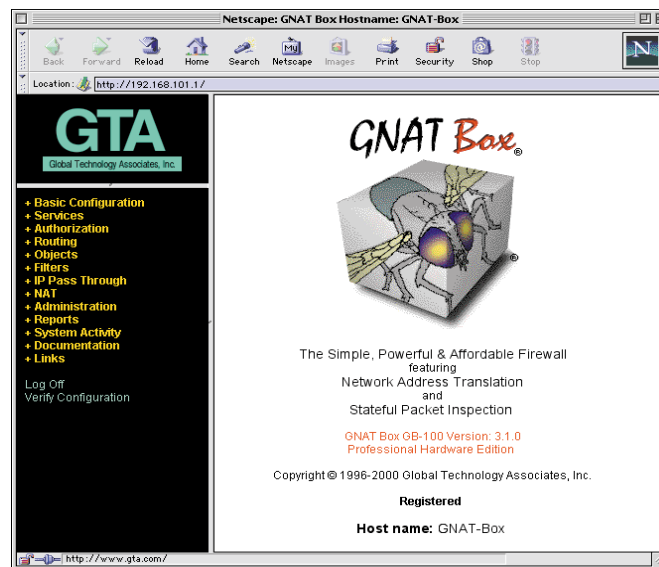 Netscape: GNAT Box Hostname: GNAT-Box
Back Forward Reload Home Search Netscape Images Print Security Shop Stop
My
N
Location: http://192.168.101.1/
GTA
Global Technology Associates, Inc.
+ Basic Configuration
+ Services
+ Authorization
+ Routing
+ Objects
+ Filters
+ IP Pass Through
+ NAT
+ Administration
+ Reports
+ System Activity
+ Documentation
+ Links
Log Off
Verify Configuration
GNAT Box®
®
The Simple, Powerful & Affordable Firewall
featuring
Network Address Translation
and
Stateful Packet Inspection
GNAT Box GB-100 Version: 3.1.0
Professional Hardware Edition
Copyright © 1996-2000 Global Technology Associates, Inc.
Registered
Host name: GNAT-Box
http://www.gta.com/